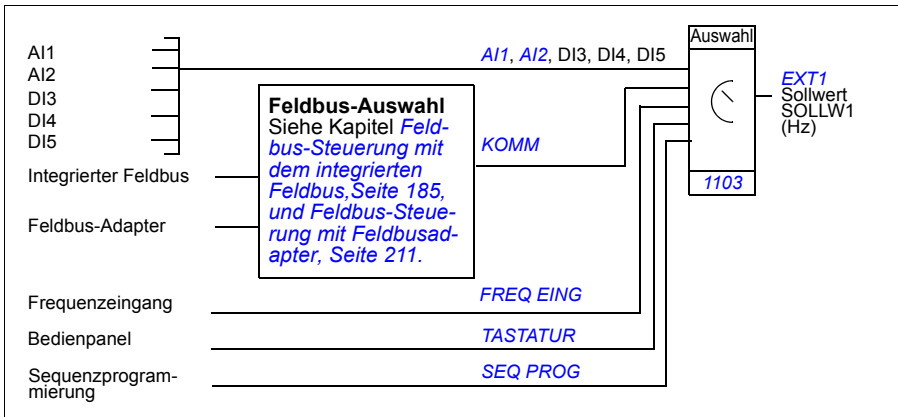 Auswahl
AI1
AI2
DI3
DI4
DI5
AI1, AI2, DI3, DI4, DI5
EXT1
Sollwert
SOLLW1
(Hz)
Feldbus-Auswahl
Siehe Kapitel Feld-
bus-Steuerung mit
dem integrierten
Feldbus,Seite 185,
und Feldbus-Steue-
rung mit Feldbusad-
apter, Seite 211.
KOMM
Integrierter Feldbus
1103
Feldbus-Adapter
Frequenzeingang
FREQ EING
Bedienpanel
TASTATUR
Sequenzprogram-
mierung
SEQ PROG